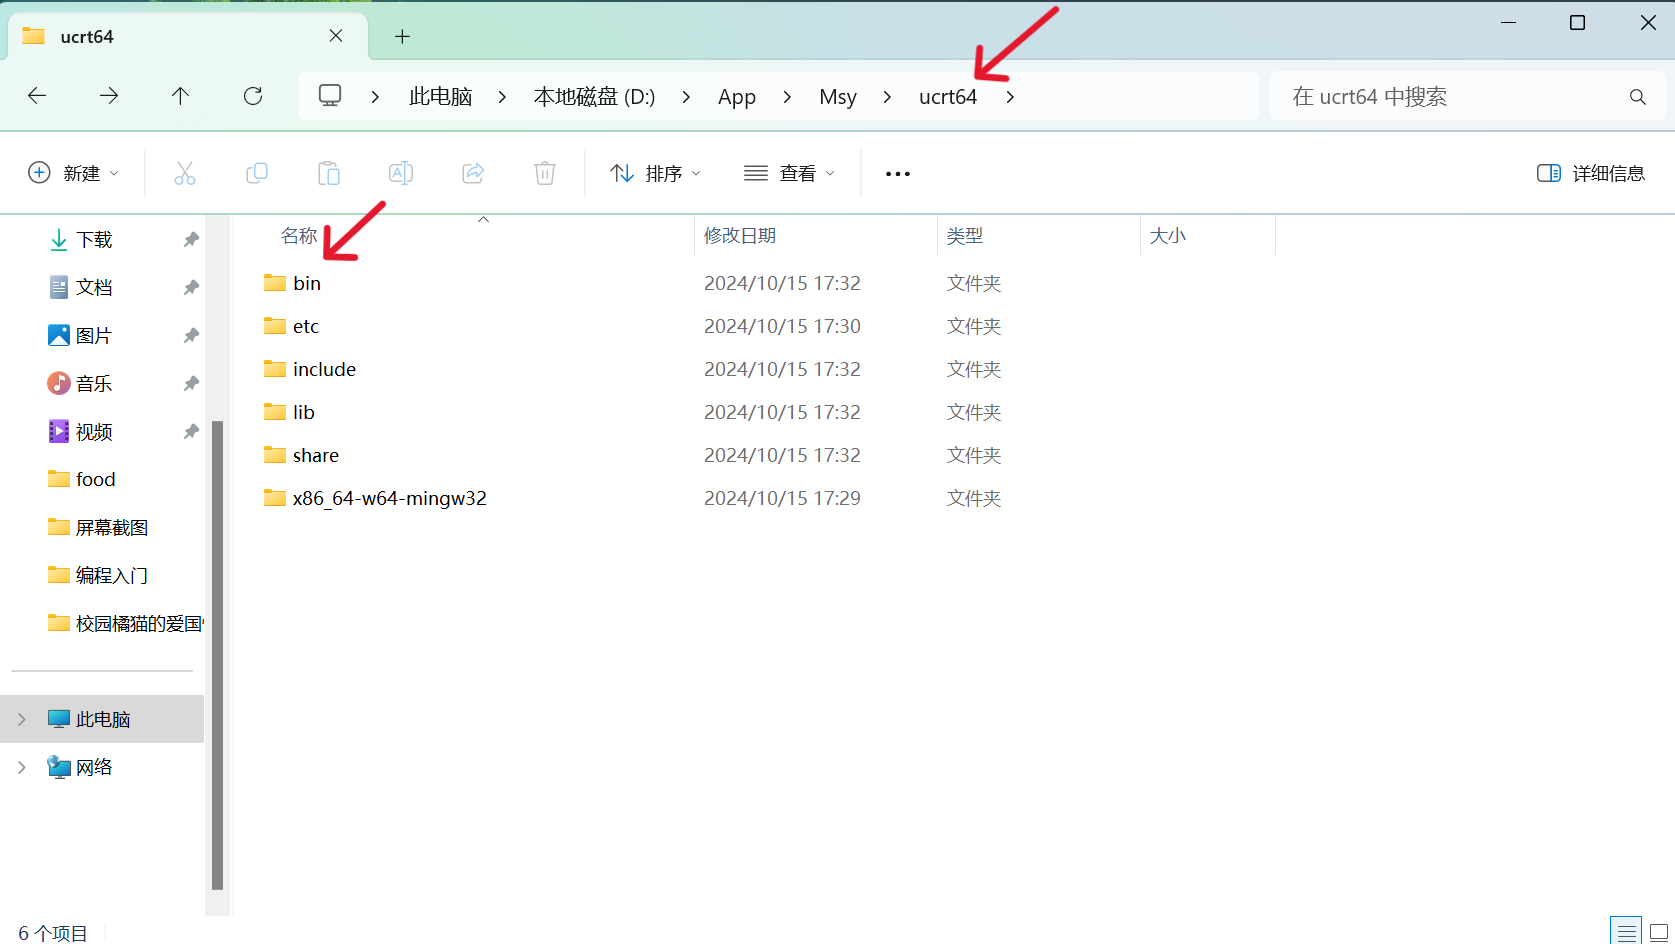 ucrt64
此电脑 本地磁盘 (D:) App Msy ucrt64 在 ucrt64 中搜索
新建 排序 查看 详细信息
下载
文档
图片
音乐
视频
food
屏幕截图
编程入门
校园橘猫的爱国
此电脑
网络
名称 修改日期 类型 大小
bin 2024/10/15 17:32 文件夹
etc 2024/10/15 17:30 文件夹
include 2024/10/15 17:32 文件夹
lib 2024/10/15 17:32 文件夹
share 2024/10/15 17:32 文件夹
x86_64-w64-mingw32 2024/10/15 17:29 文件夹
6 个项目